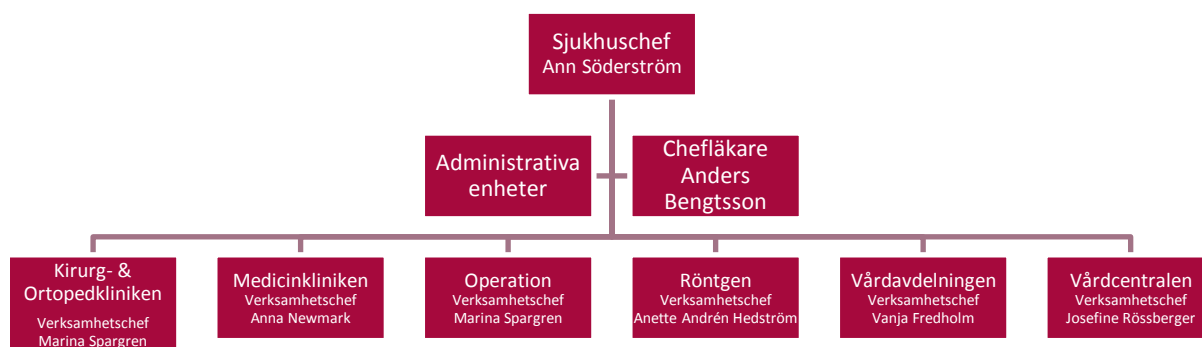 Sjukhuschef
Ann Söderström
Administrativa
enheter
Chefläkare
Anders
Bengtsson
Kirurg- &
Ortopedkliniken
Verksamhetschef
Marina Spargren
Medicinkliniken
Verksamhetschef
Anna Newmark
Operation
Verksamhetschef
Marina Spargren
Röntgen
Verksamhetschef
Anette Andrén Hedström
Vårdavdelningen
Verksamhetschef
Vanja Fredholm
Vårdcentralen
Verksamhetschef
Josefine Rössberger